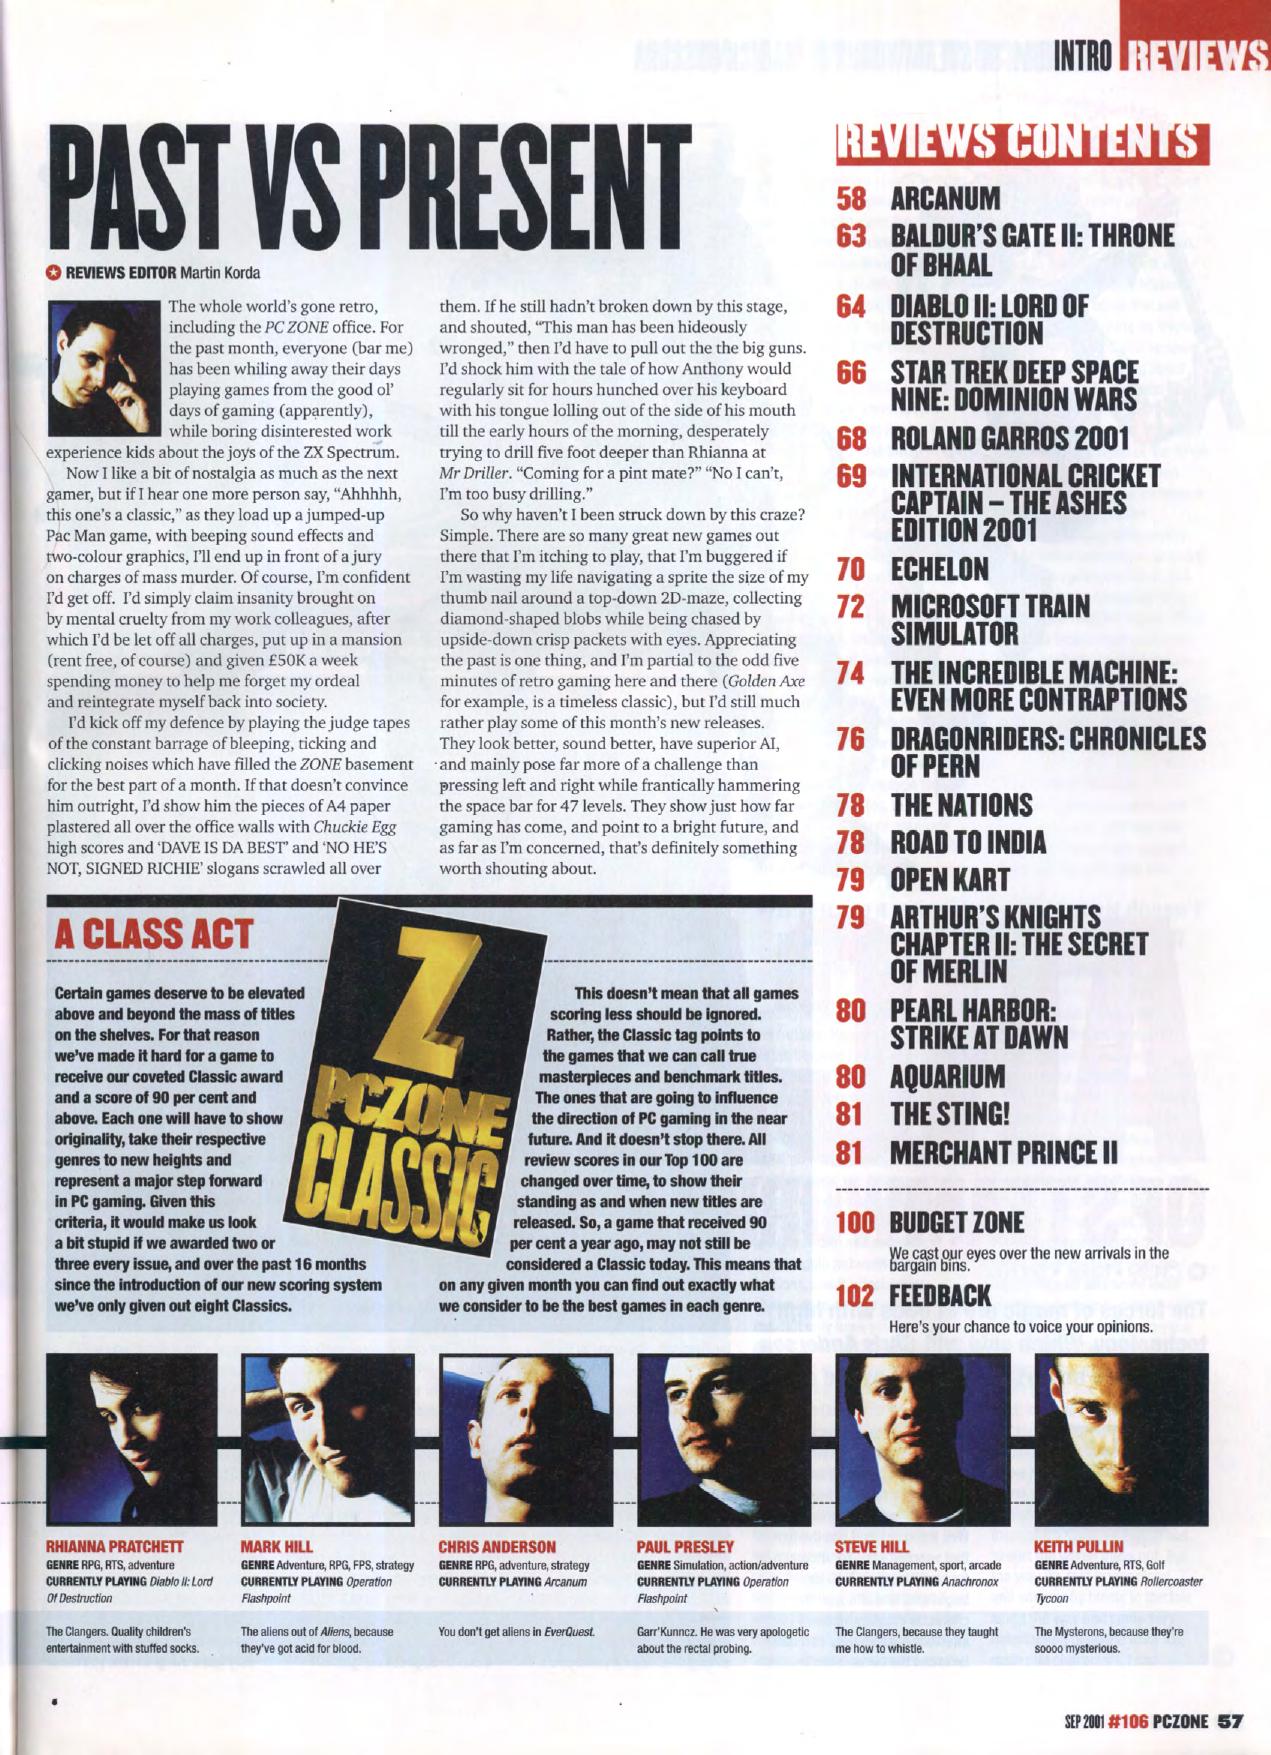 INTRO REVIEWS
PAST VS PRESENT
REVIEWS EDITOR Martin Korda
The whole world's gone retro,
including the PC ZONE office. For
the past month, everyone (bar me)
has been whiling away their days
playing games from the good ol'
days of gaming (apparently),
while boring disinterested work
experience kids about the joys of the ZX Spectrum.
Now I like a bit of nostalgia as much as the next
gamer, but if I hear one more person say, "Ahhhhh,
this one's a classic," as they load up a jumped-up
Pac Man game, with beeping sound effects and
two-colour graphics, I'll end up in front of a jury
on charges of mass murder. Of course, I'm confident
I'd get off. I'd simply claim insanity brought on
by mental cruelty from my work colleagues, after
which I'd be let off all charges, put up in a mansion
(rent free, of course) and given £50K a week
spending money to help me forget my ordeal
and reintegrate myself back into society.
I'd kick off my defence by playing the judge tapes
of the constant barrage of bleeping, ticking and
clicking noises which have filled the ZONE basement
for the best part of a month. If that doesn't convince
him outright, I'd show him the pieces of A4 paper
plastered all over the office walls with Chuckie Egg
high scores and 'DAVE IS DA BEST' and 'NO HE'S
NOT, SIGNED RICHIE' slogans scrawled all over
them. If he still hadn't broken down by this stage,
and shouted, "This man has been hideously
wronged," then I'd have to pull out the the big guns.
I'd shock him with the tale of how Anthony would
regularly sit for hours hunched over his keyboard
with his tongue lolling out of the side of his mouth
till the early hours of the morning, desperately
trying to drill five foot deeper than Rhianna at
Mr Driller. "Coming for a pint mate?" "No I can't,
I'm too busy drilling."
So why haven't I been struck down by this craze?
Simple. There are so many great new games out
there that I'm itching to play, that I'm buggered if
I'm wasting my life navigating a sprite the size of my
thumb nail around a top-down 2D-maze, collecting
diamond-shaped blobs while being chased by
upside-down crisp packets with eyes. Appreciating
the past is one thing, and I'm partial to the odd five
minutes of retro gaming here and there (Golden Axe
for example, is a timeless classic), but I'd still much
rather play some of this month's new releases.
They look better, sound better, have superior AI,
and mainly pose far more of a challenge than
pressing left and right while frantically hammering
the space bar for 47 levels. They show just how far
gaming has come, and point to a bright future, and
as far as I'm concerned, that's definitely something
worth shouting about.
A CLASS ACT
Certain games deserve to be elevated
above and beyond the mass of titles
on the shelves. For that reason
we've made it hard for a game to
receive our coveted Classic award
and a score of 90 per cent and
above. Each one will have to show
originality, take their respective
genres to new heights and
represent a major step forward
in PC gaming. Given this
criteria, it would make us look
a bit stupid if we awarded two or
three every issue, and over the past 16 months
since the introduction of our new scoring system
we've only given out eight Classics.
Z
PCZONE
CLASSIC
This doesn't mean that all games
scoring less should be ignored.
Rather, the Classic tag points to
the games that we can call true
masterpieces and benchmark titles.
The ones that are going to influence
the direction of PC gaming in the near
future. And it doesn't stop there. All
review scores in our Top 100 are
changed over time, to show their
standing as and when new titles are
released. So, a game that received 90
per cent a year ago, may not still be
considered a Classic today. This means that
on any given month you can find out exactly what
we consider to be the best games in each genre.
REVIEWS CONTENTS
58 ARCANUM
63 BALDUR'S GATE II: THRONE
OF BHAAL
64 DIABLO II: LORD OF
DESTRUCTION
66 STAR TREK DEEP SPACE
NINE: DOMINION WARS
68 ROLAND GARROS 2001
69 INTERNATIONAL CRICKET
CAPTAIN – THE ASHES
EDITION 2001
70 ECHELON
72 MICROSOFT TRAIN
SIMULATOR
74 THE INCREDIBLE MACHINE:
EVEN MORE CONTRAPTIONS
76 DRAGONRIDERS: CHRONICLES
OF PERN
78 THE NATIONS
78 ROAD TO INDIA
79 OPEN KART
79 ARTHUR'S KNIGHTS
CHAPTER II: THE SECRET
OF MERLIN
80 PEARL HARBOR:
STRIKE AT DAWN
80 AQUARIUM
81 THE STING!
81 MERCHANT PRINCE II
100 BUDGET ZONE
We cast our eyes over the new arrivals in the
bargain bins.
102 FEEDBACK
Here's your chance to voice your opinions.
RHIANNA PRATCHETT
GENRE RPG, RTS, adventure
CURRENTLY PLAYING Diablo II: Lord
Of Destruction
The Clangers. Quality children's
entertainment with stuffed socks.
MARK HILL
GENRE Adventure, RPG, FPS, strategy
CURRENTLY PLAYING Operation
Flashpoint
The aliens out of Aliens, because
they've got acid for blood.
CHRIS ANDERSON
GENRE RPG, adventure, strategy
CURRENTLY PLAYING Arcanum
You don't get aliens in EverQuest.
PAUL PRESLEY
GENRE Simulation, action/adventure
CURRENTLY PLAYING Operation
Flashpoint
Garr'Kunncz. He was very apologetic
about the rectal probing.
STEVE HILL
GENRE Management, sport, arcade
CURRENTLY PLAYING Anachronox
The Clangers, because they taught
me how to whistle.
KEITH PULLIN
GENRE Adventure, RTS, Golf
CURRENTLY PLAYING Rollercoaster
Tycoon
The Mysterons, because they're
soooo mysterious.
SEP 2001 #106 PCZONE 57